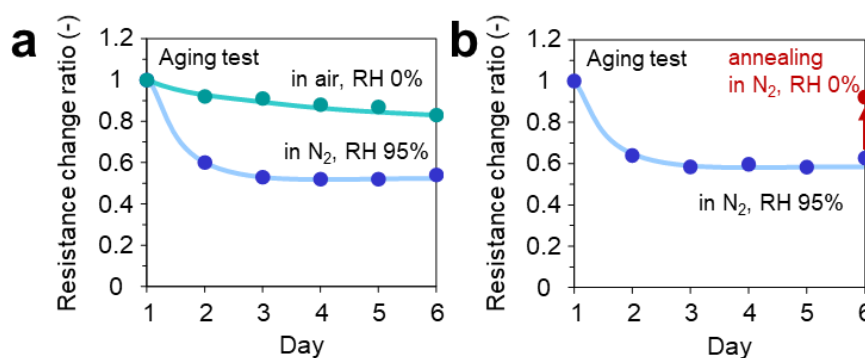 a
Resistance change ratio (-)
1.2
1
0.8
0.6
0.4
0.2
0
Aging test
in air, RH 0%
in N₂, RH 95%
1 2 3 4 5 6
Day
b
Resistance change ratio (-)
1.2
1
0.8
0.6
0.4
0.2
0
Aging test
annealing
in N₂, RH 0%
in N₂, RH 95%
1 2 3 4 5 6
Day